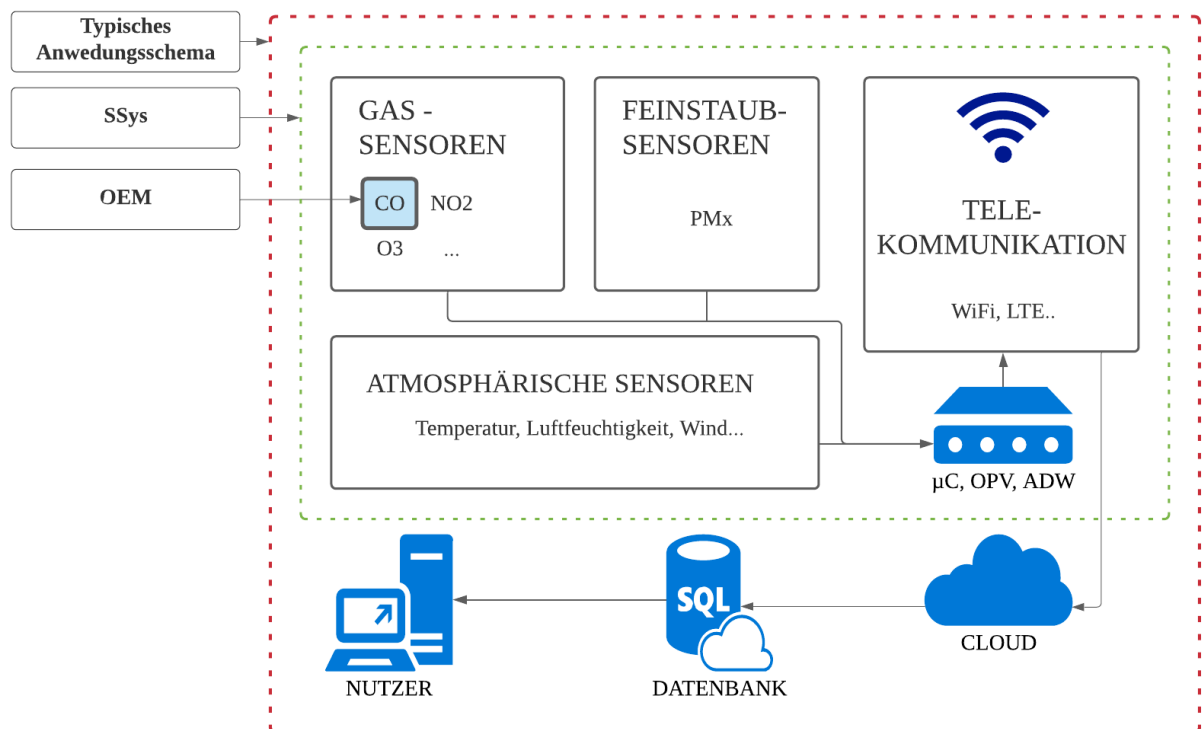 Typisches
Anwedungsschema
SSys
OEM
GAS -
SENSOREN
CO
NO2
O3
...
FEINSTAUB-
SENSOREN
PMx
TELE-
KOMMUNIKATION
WiFi, LTE..
ATMOSPHÄRISCHE SENSOREN
Temperatur, Luftfeuchtigkeit, Wind...
µC, OPV, ADW
SQL
CLOUD
NUTZER
DATENBANK